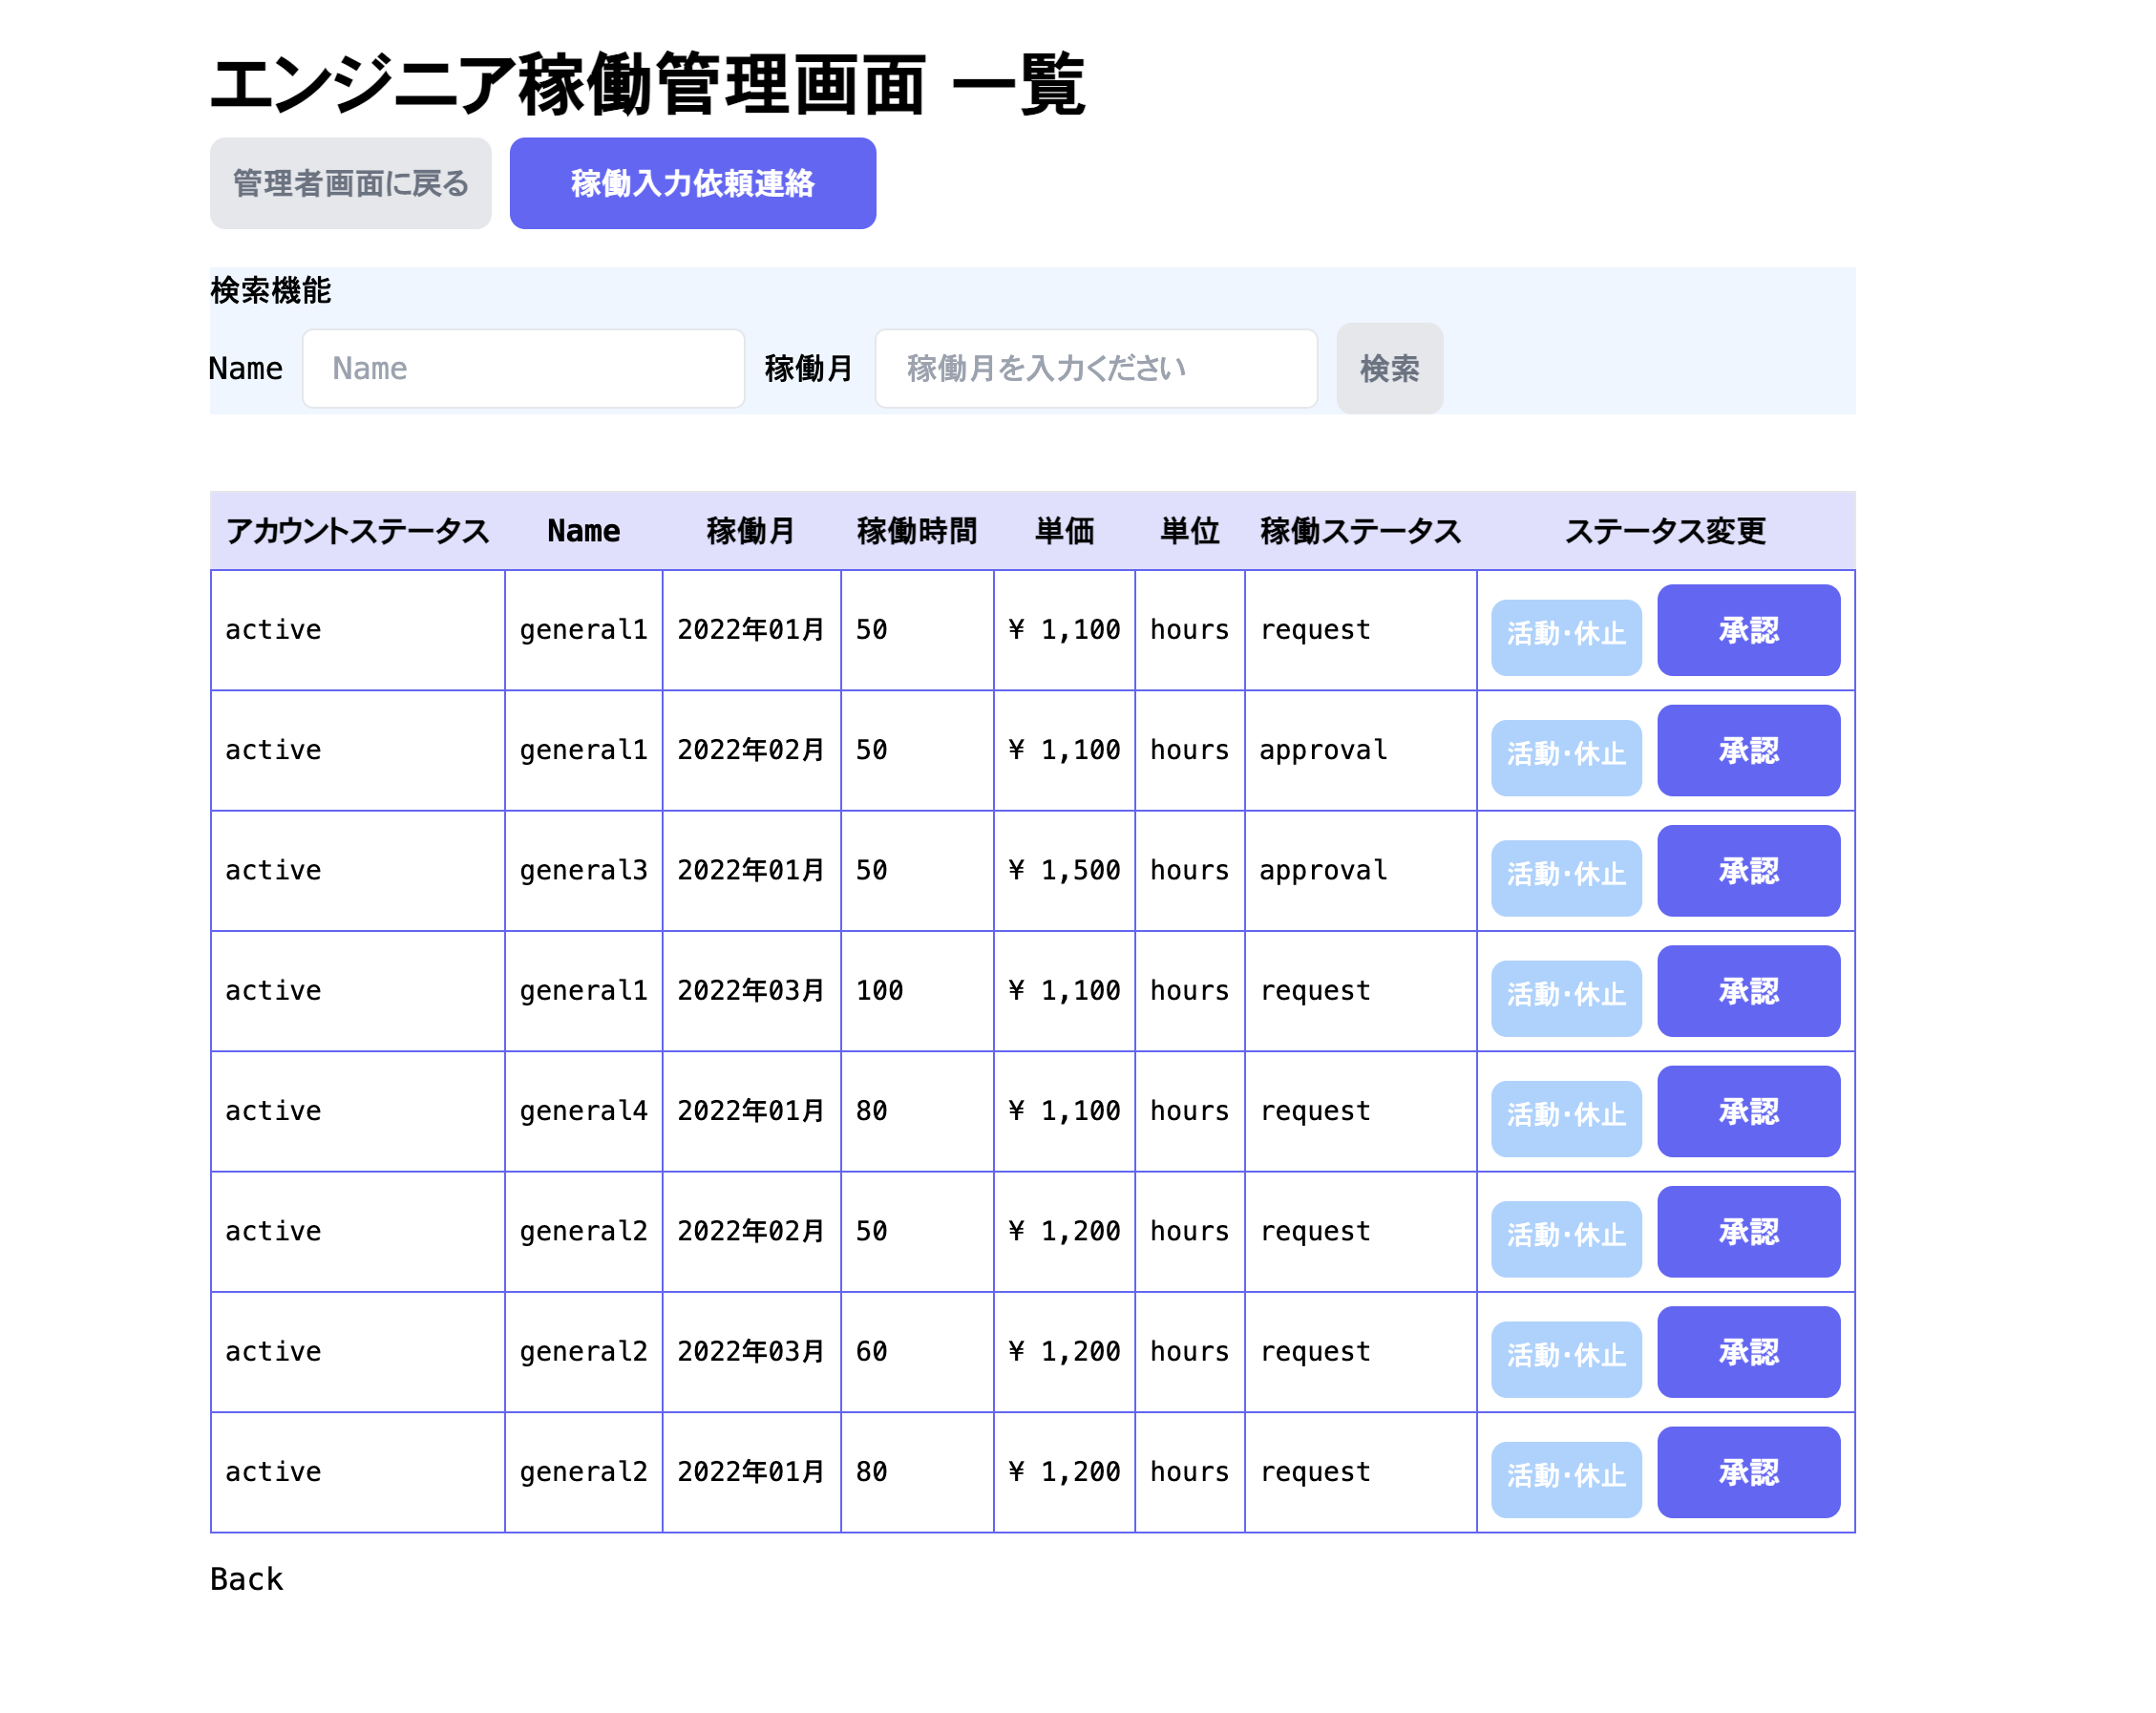 エンジニア稼働管理画面 一覧
管理者画面に戻る 稼働入力依頼連絡
検索機能
Name Name 稼働月 稼働月を入力ください 検索
アカウントステータス Name 稼働月 稼働時間 単価 単位 稼働ステータス ステータス変更
active general1 2022年01月 50 ¥ 1,100 hours request 活動・休止 承認
active general1 2022年02月 50 ¥ 1,100 hours approval 活動・休止 承認
active general3 2022年01月 50 ¥ 1,500 hours approval 活動・休止 承認
active general1 2022年03月 100 ¥ 1,100 hours request 活動・休止 承認
active general4 2022年01月 80 ¥ 1,100 hours request 活動・休止 承認
active general2 2022年02月 50 ¥ 1,200 hours request 活動・休止 承認
active general2 2022年03月 60 ¥ 1,200 hours request 活動・休止 承認
active general2 2022年01月 80 ¥ 1,200 hours request 活動・休止 承認
Back